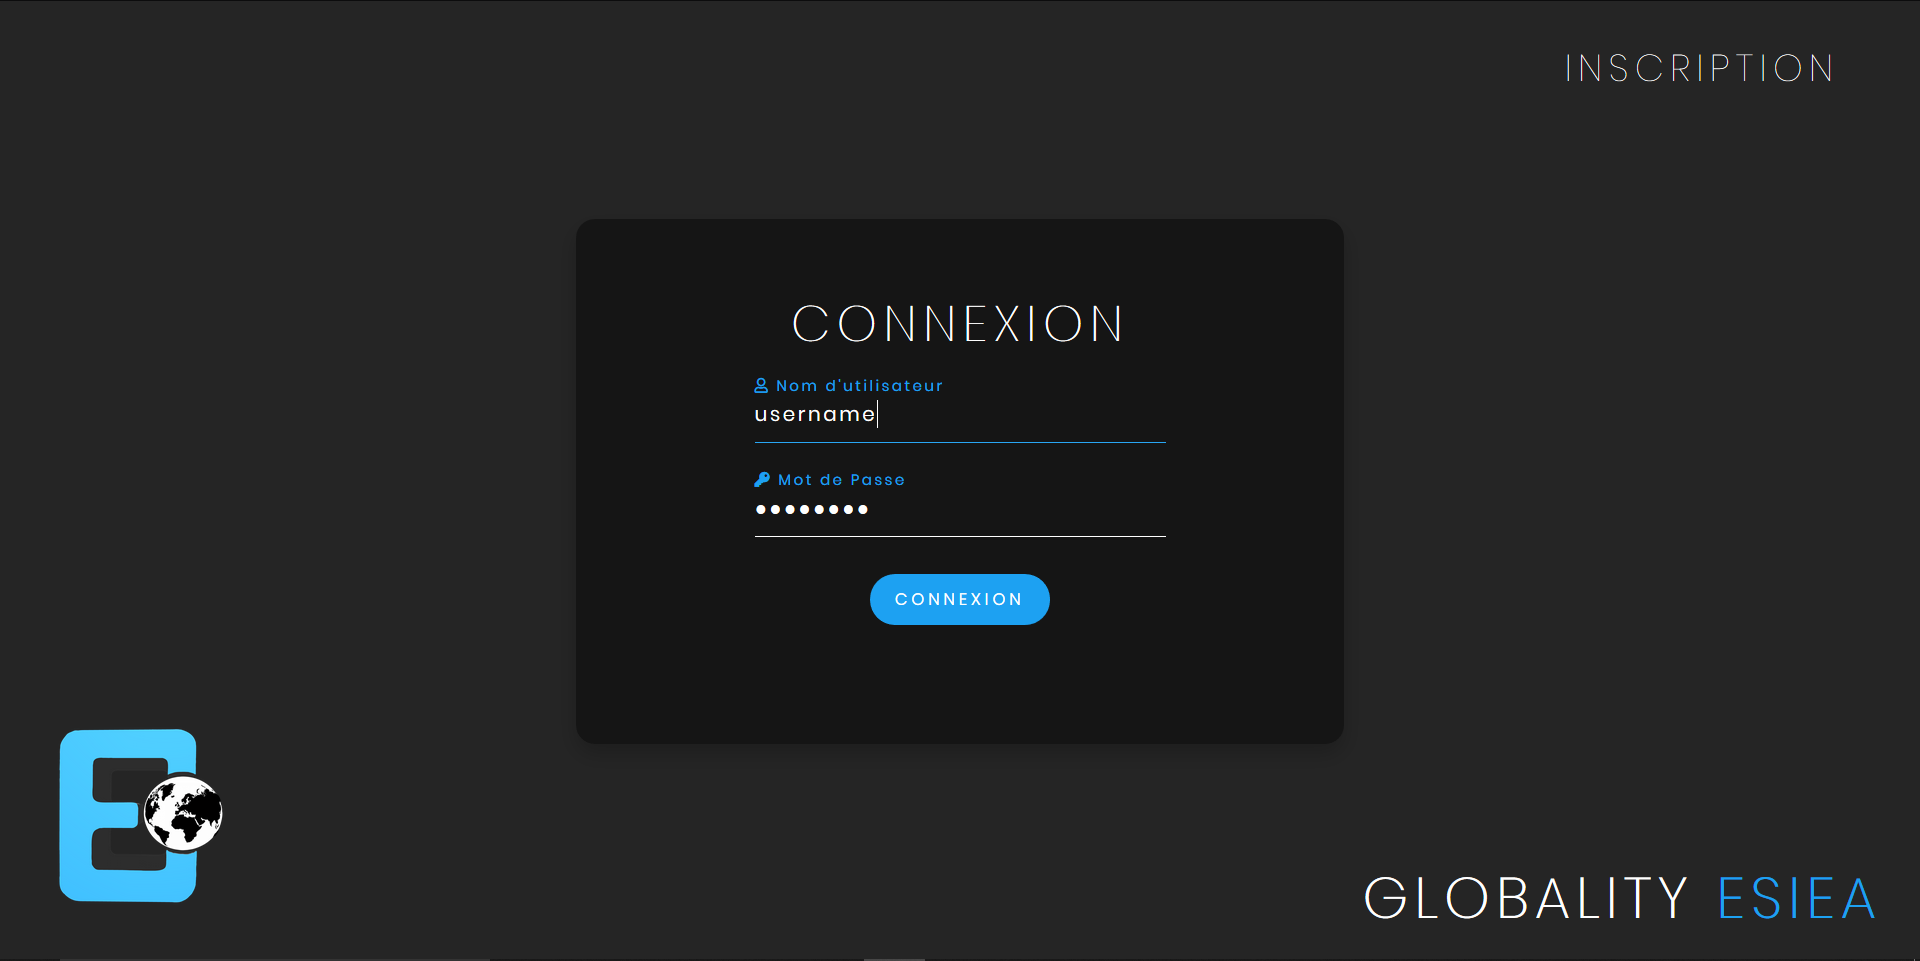 INSCRIPTION
CONNEXION
Nom d'utilisateur
username
Mot de Passe
••••••••
CONNEXION
E
GLOBALITY ESIEA